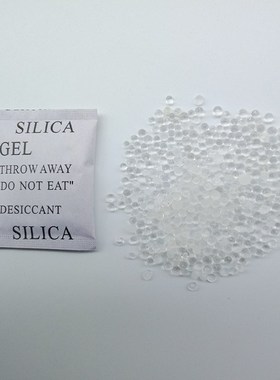 SILICA
GEL
THROW AWAY
DO NOT EAT"
DESICCANT
SILICA